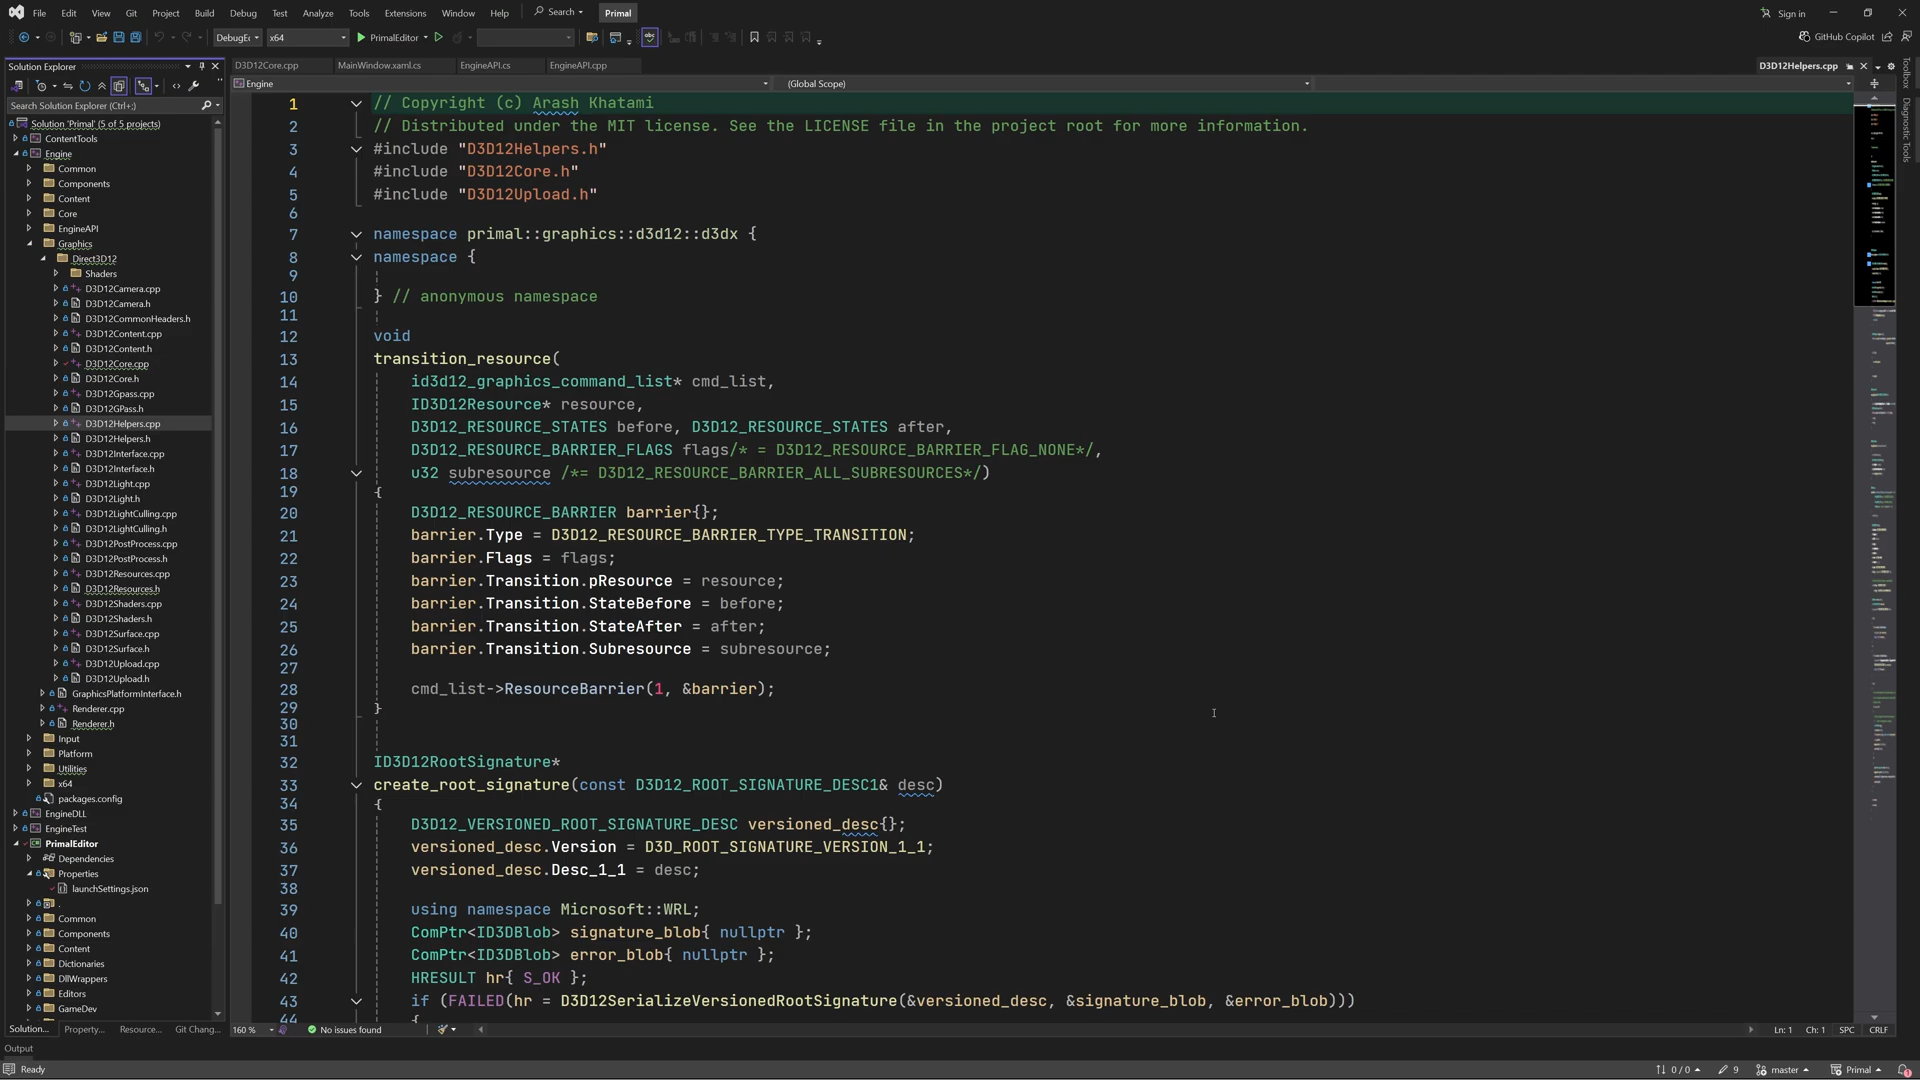 File Edit View Git Project Build Debug Test Analyze Tools Extensions Window Help Search Primal Sign in
x64 PrimalEditor GitHub Copilot
Solution Explorer D3D12Core.cpp MainWindow.xaml.cs EngineAPI.cs EngineAPI.cpp D3D12Helpers.cpp
Engine (Global Scope)
Search Solution Explorer (Ctrl+;)
Solution 'Primal' (5 of 5 projects)
ContentTools
Engine
Common
Components
Content
Core
EngineAPI
Graphics
Direct3D12
Shaders
D3D12Camera.cpp
D3D12Camera.h
D3D12CommonHeaders.h
D3D12Content.cpp
D3D12Content.h
D3D12Core.cpp
D3D12Core.h
D3D12Gpass.cpp
D3D12GPass.h
D3D12Helpers.cpp
D3D12Helpers.h
D3D12Interface.cpp
D3D12Interface.h
D3D12Light.cpp
D3D12Light.h
D3D12LightCulling.cpp
D3D12LightCulling.h
D3D12PostProcess.cpp
D3D12PostProcess.h
D3D12Resources.cpp
D3D12Resources.h
D3D12Shaders.cpp
D3D12Shaders.h
D3D12Surface.cpp
D3D12Surface.h
D3D12Upload.cpp
D3D12Upload.h
GraphicsPlatformInterface.h
Renderer.cpp
Renderer.h
Input
Platform
Utilities
x64
packages.config
EngineDLL
EngineTest
PrimalEditor
Dependencies
Properties
launchSettings.json
.
Common
Components
Content
Dictionaries
DllWrappers
Editors
GameDev
1 // Copyright (c) Arash Khatami
2 // Distributed under the MIT license. See the LICENSE file in the project root for more information.
3 #include "D3D12Helpers.h"
4 #include "D3D12Core.h"
5 #include "D3D12Upload.h"
6
7 namespace primal::graphics::d3d12::d3dx {
8 namespace {
9
10 } // anonymous namespace
11
12 void
13 transition_resource(
14 id3d12_graphics_command_list* cmd_list,
15 ID3D12Resource* resource,
16 D3D12_RESOURCE_STATES before, D3D12_RESOURCE_STATES after,
17 D3D12_RESOURCE_BARRIER_FLAGS flags/* = D3D12_RESOURCE_BARRIER_FLAG_NONE*/,
18 u32 subresource /*= D3D12_RESOURCE_BARRIER_ALL_SUBRESOURCES*/)
19 {
20 D3D12_RESOURCE_BARRIER barrier{};
21 barrier.Type = D3D12_RESOURCE_BARRIER_TYPE_TRANSITION;
22 barrier.Flags = flags;
23 barrier.Transition.pResource = resource;
24 barrier.Transition.StateBefore = before;
25 barrier.Transition.StateAfter = after;
26 barrier.Transition.Subresource = subresource;
27
28 cmd_list->ResourceBarrier(1, &barrier);
29 }
30
31
32 ID3D12RootSignature*
33 create_root_signature(const D3D12_ROOT_SIGNATURE_DESC1& desc)
34 {
35 D3D12_VERSIONED_ROOT_SIGNATURE_DESC versioned_desc{};
36 versioned_desc.Version = D3D_ROOT_SIGNATURE_VERSION_1_1;
37 versioned_desc.Desc_1_1 = desc;
38
39 using namespace Microsoft::WRL;
40 ComPtr<ID3DBlob> signature_blob{ nullptr };
41 ComPtr<ID3DBlob> error_blob{ nullptr };
42 HRESULT hr{ S_OK };
43 if (FAILED(hr = D3D12SerializeVersionedRootSignature(&versioned_desc, &signature_blob, &error_blob)))
44 {
Toolbox
Diagnostic Tools
Solution... Property... Resource... Git Chang... 160 % No issues found Ln: 1 Ch: 1 SPC CRLF
Output
Ready 0 / 0 9 master Primal